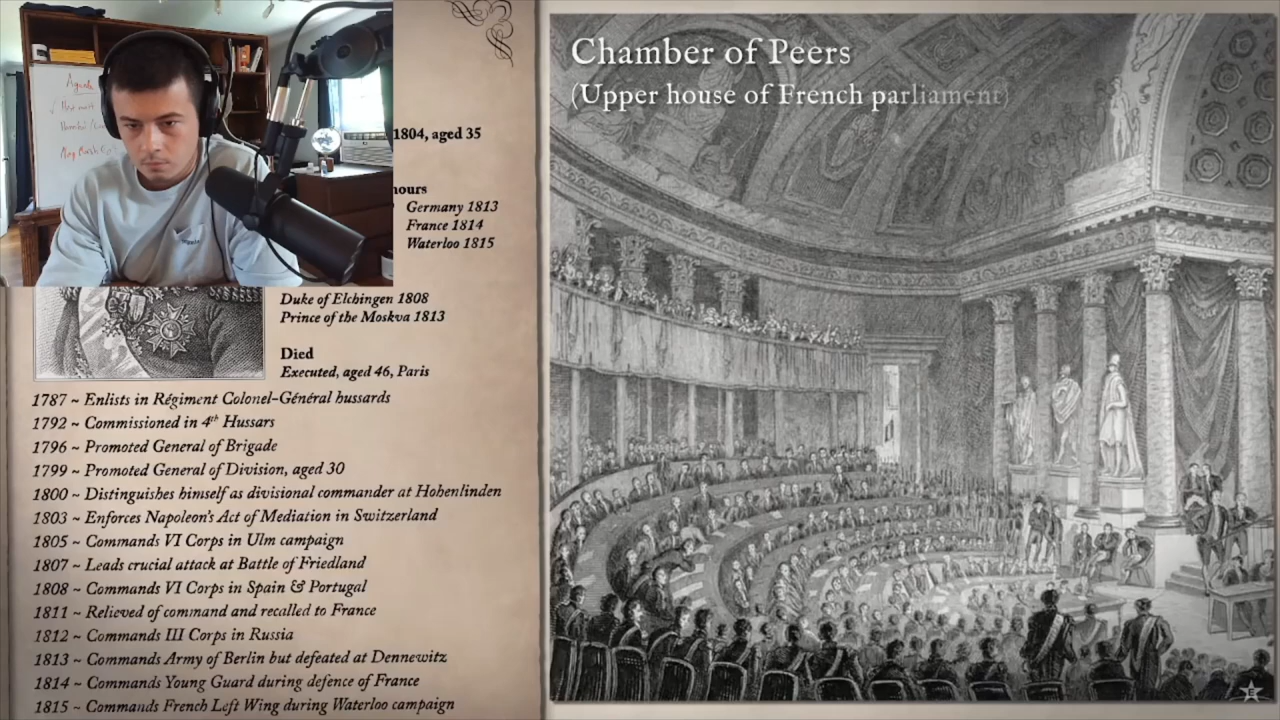 Agenda
1804, aged 35
hours
Germany 1813
France 1814
Waterloo 1815
Duke of Elchingen 1808
Prince of the Moskva 1813
Died
Executed, aged 46, Paris
1787 ~ Enlists in Régiment Colonel-Général hussards
1792 ~ Commissioned in 4th Hussars
1796 ~ Promoted General of Brigade
1799 ~ Promoted General of Division, aged 30
1800 ~ Distinguishes himself as divisional commander at Hohenlinden
1803 ~ Enforces Napoleon's Act of Mediation in Switzerland
1805 ~ Commands VI Corps in Ulm campaign
1807 ~ Leads crucial attack at Battle of Friedland
1808 ~ Commands VI Corps in Spain & Portugal
1811 ~ Relieved of command and recalled to France
1812 ~ Commands III Corps in Russia
1813 ~ Commands Army of Berlin but defeated at Dennewitz
1814 ~ Commands Young Guard during defence of France
1815 ~ Commands French Left Wing during Waterloo campaign
Chamber of Peers
(Upper house of French parliament)
E